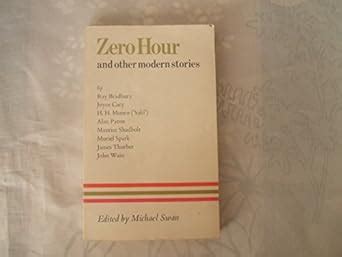 Zero Hour
and other modern stories
by
Ray Bradbury
Joyce Cary
H. H. Munro ('Saki')
Alan Paton
Maurice Shadbolt
Muriel Spark
James Thurber
John Wain
Edited by Michael Swan